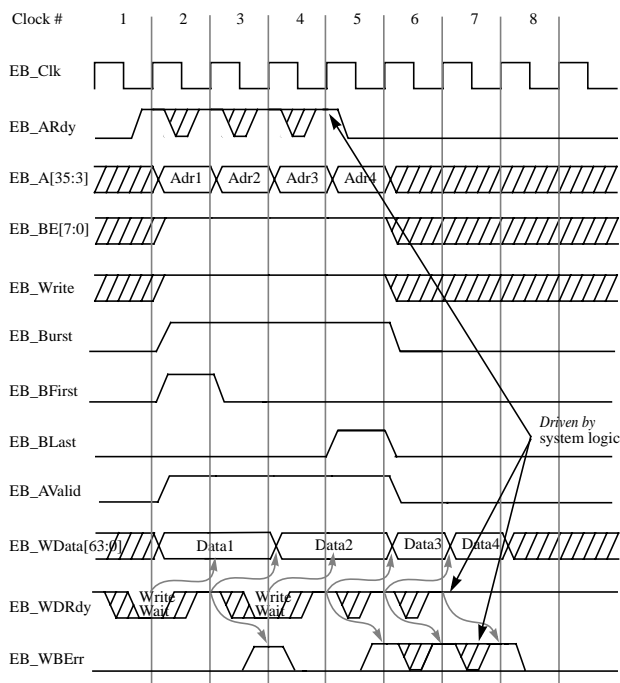 Clock # 1 2 3 4 5 6 7 8
EB_Clk
EB_ARdy
EB_A[35:3] Adr1 Adr2 Adr3 Adr4
EB_BE[7:0]
EB_Write
EB_Burst
EB_BFirst
Driven by
system logic
EB_BLast
EB_AValid
EB_WData[63:0] Data1 Data2 Data3 Data4
EB_WDRdy
Write
Wait
Write
Wait
EB_WBErr